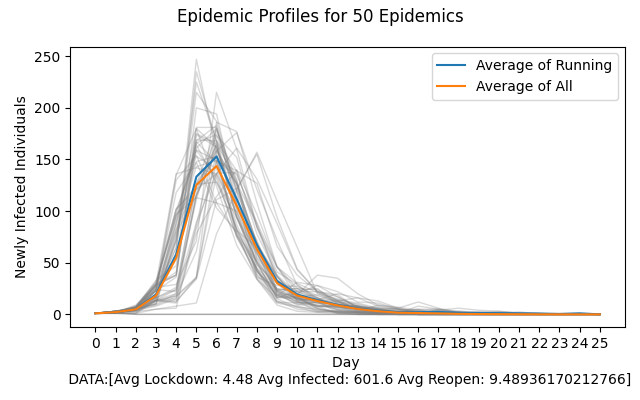 Epidemic Profiles for 50 Epidemics
250
200
150
100
50
0
Newly Infected Individuals
Average of Running
Average of All
0 1 2 3 4 5 6 7 8 9 10 11 12 13 14 15 16 17 18 19 20 21 22 23 24 25
Day
DATA:[Avg Lockdown: 4.48 Avg Infected: 601.6 Avg Reopen: 9.48936170212766]